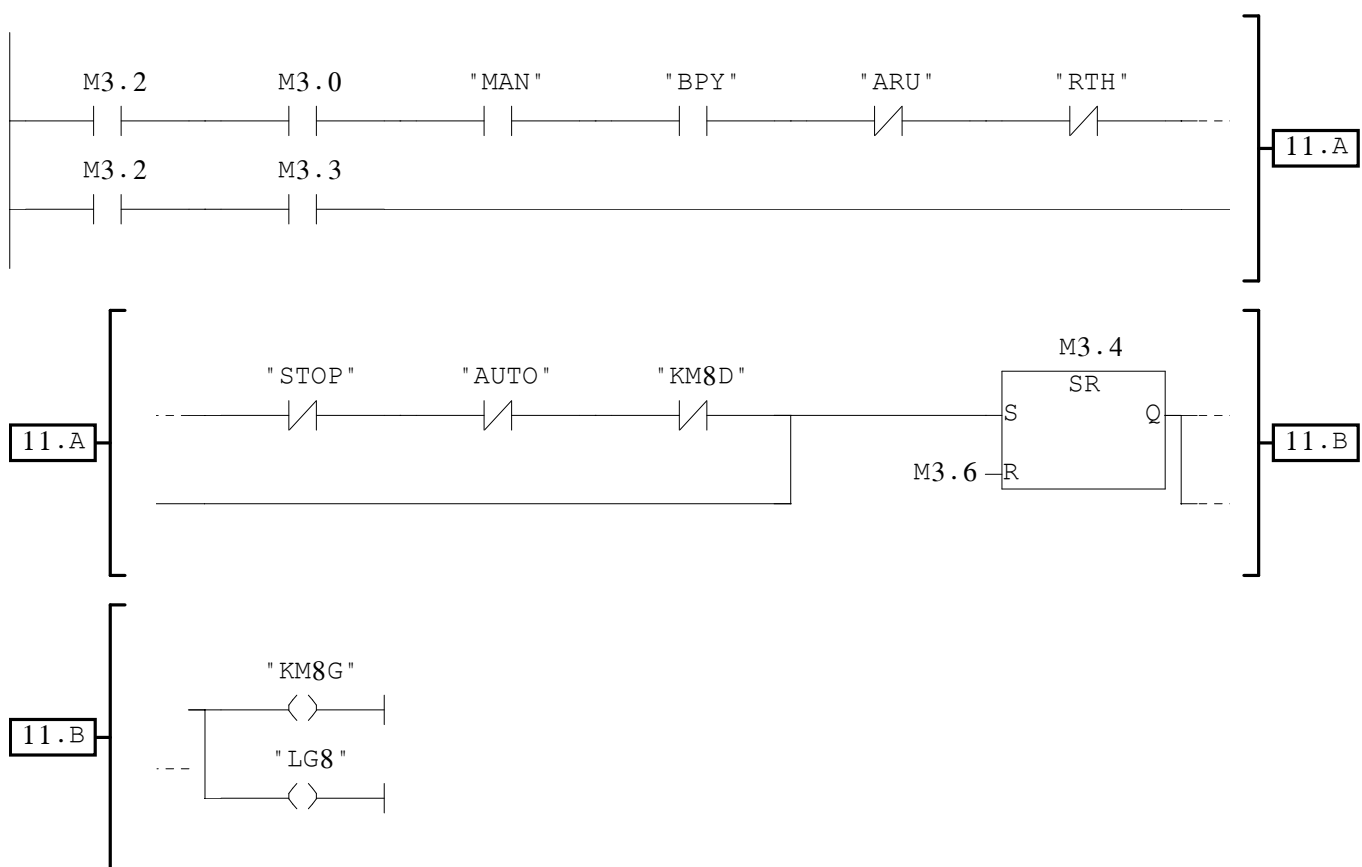 M3.2 M3.0 "MAN" "BPY" "ARU" "RTH"
11.A
M3.2 M3.3
M3.4
"STOP" "AUTO" "KM8D" SR
S Q
11.A 11.B
M3.6 R
"KM8G"
11.B
"LG8"